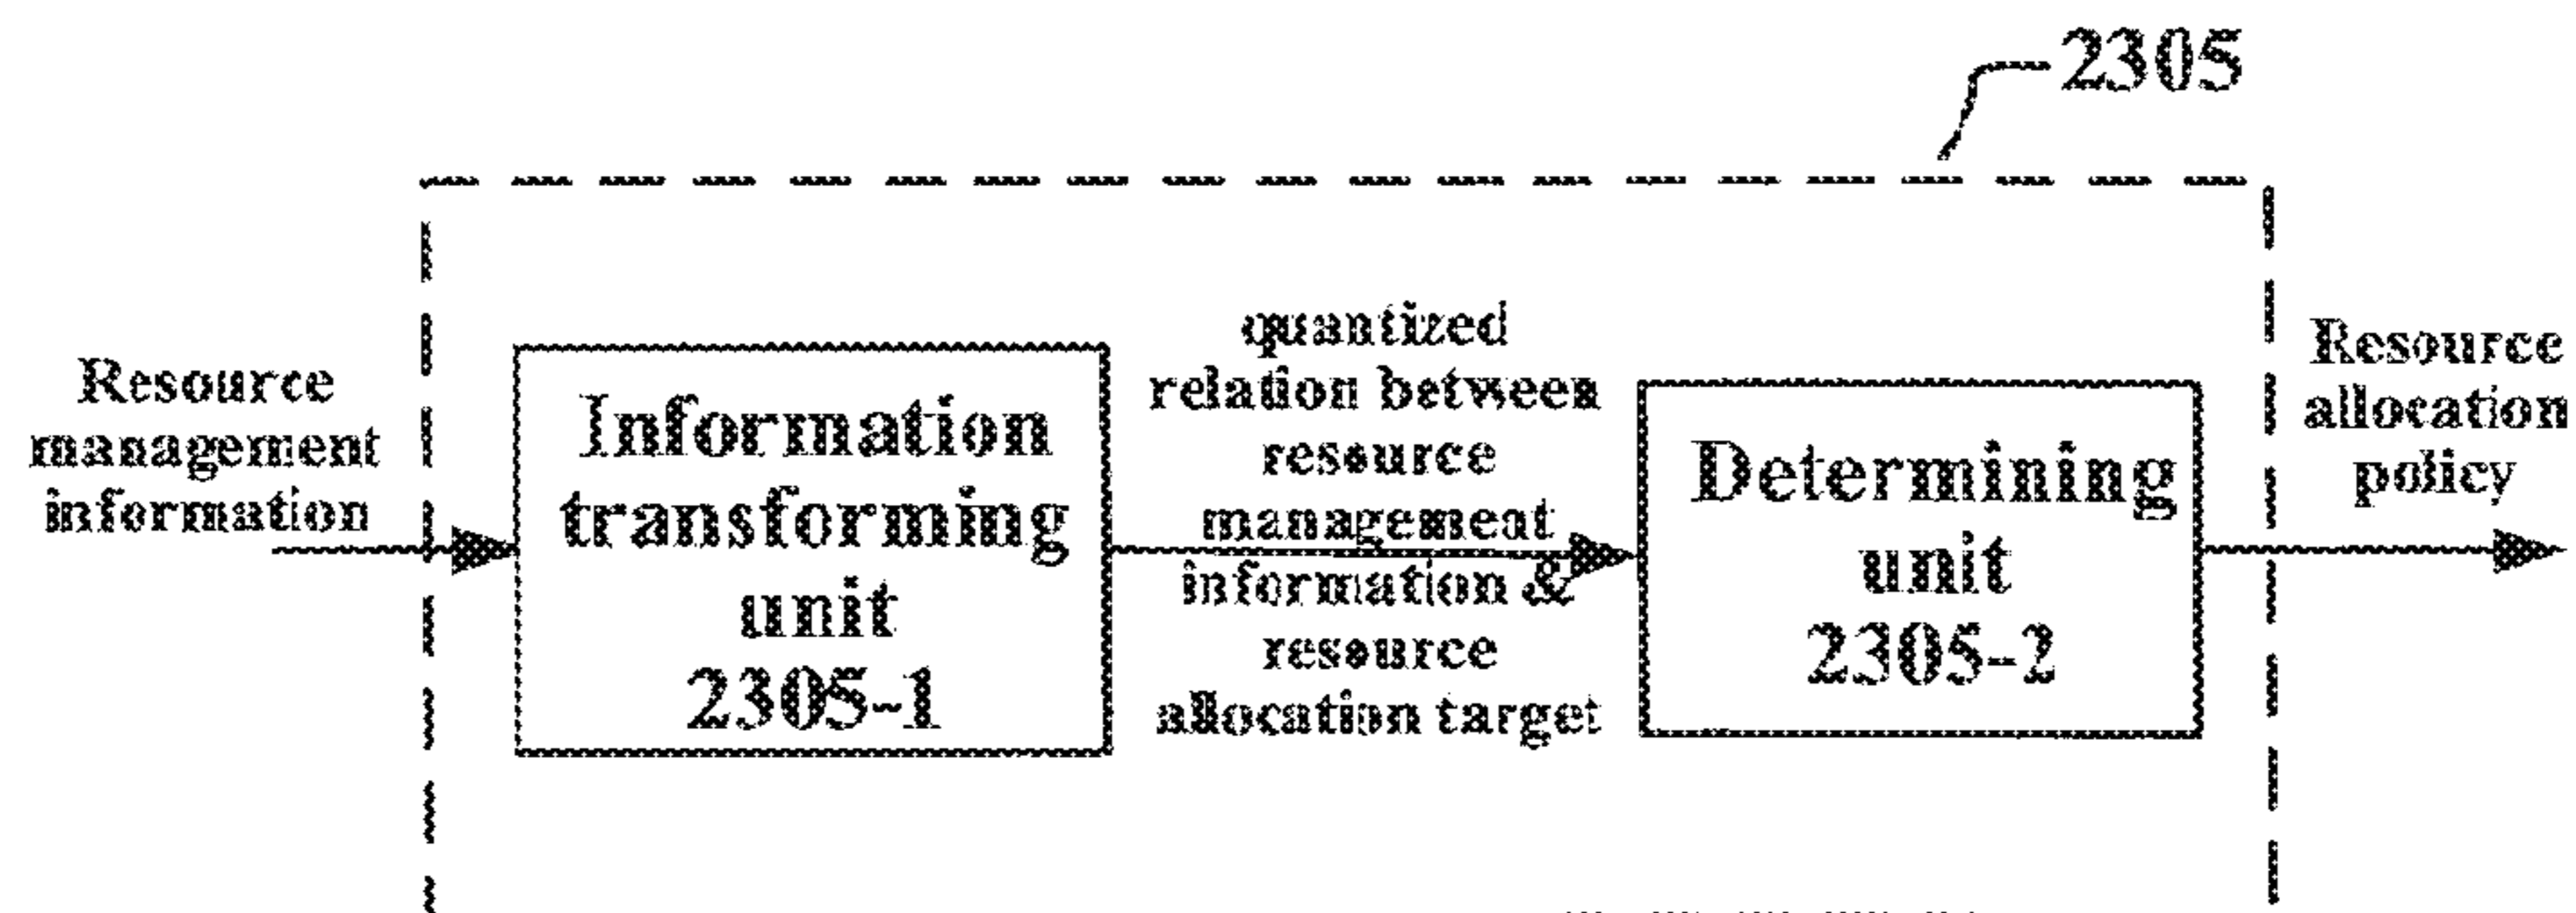 2305
Resource
management
information
Information
transforming
unit
2305-1
quantized
relation between
resource
management
information &
resource
allocation target
Determining
unit
2305-2
Resource
allocation
policy